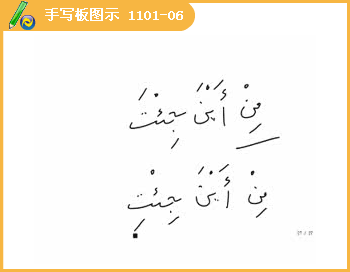 手写板图示 1101-06
مِنْ أَيْنَ جِئْتَ
مِنْ أَيْنَ جِئْتِ